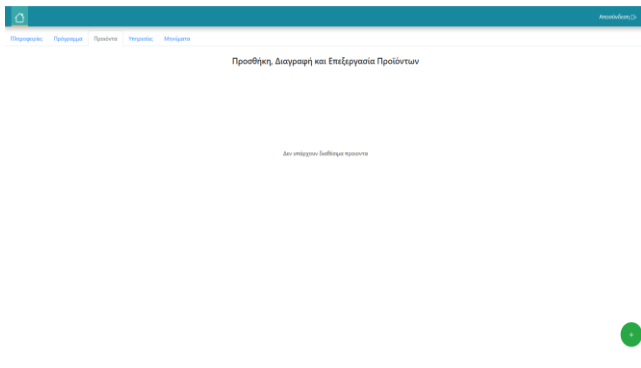 Αποσύνδεση
Πληροφορίες Πρόγραμμα Προϊόντα Υπηρεσίες Μηνύματα
Προσθήκη, Διαγραφή και Επεξεργασία Προϊόντων
Δεν υπάρχουν διαθέσιμα προιοντα
+